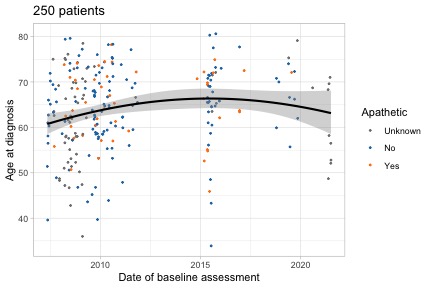 250 patients
80
70
60
50
40
Age at diagnosis
2010
2015
2020
Date of baseline assessment
Apathetic
Unknown
No
Yes